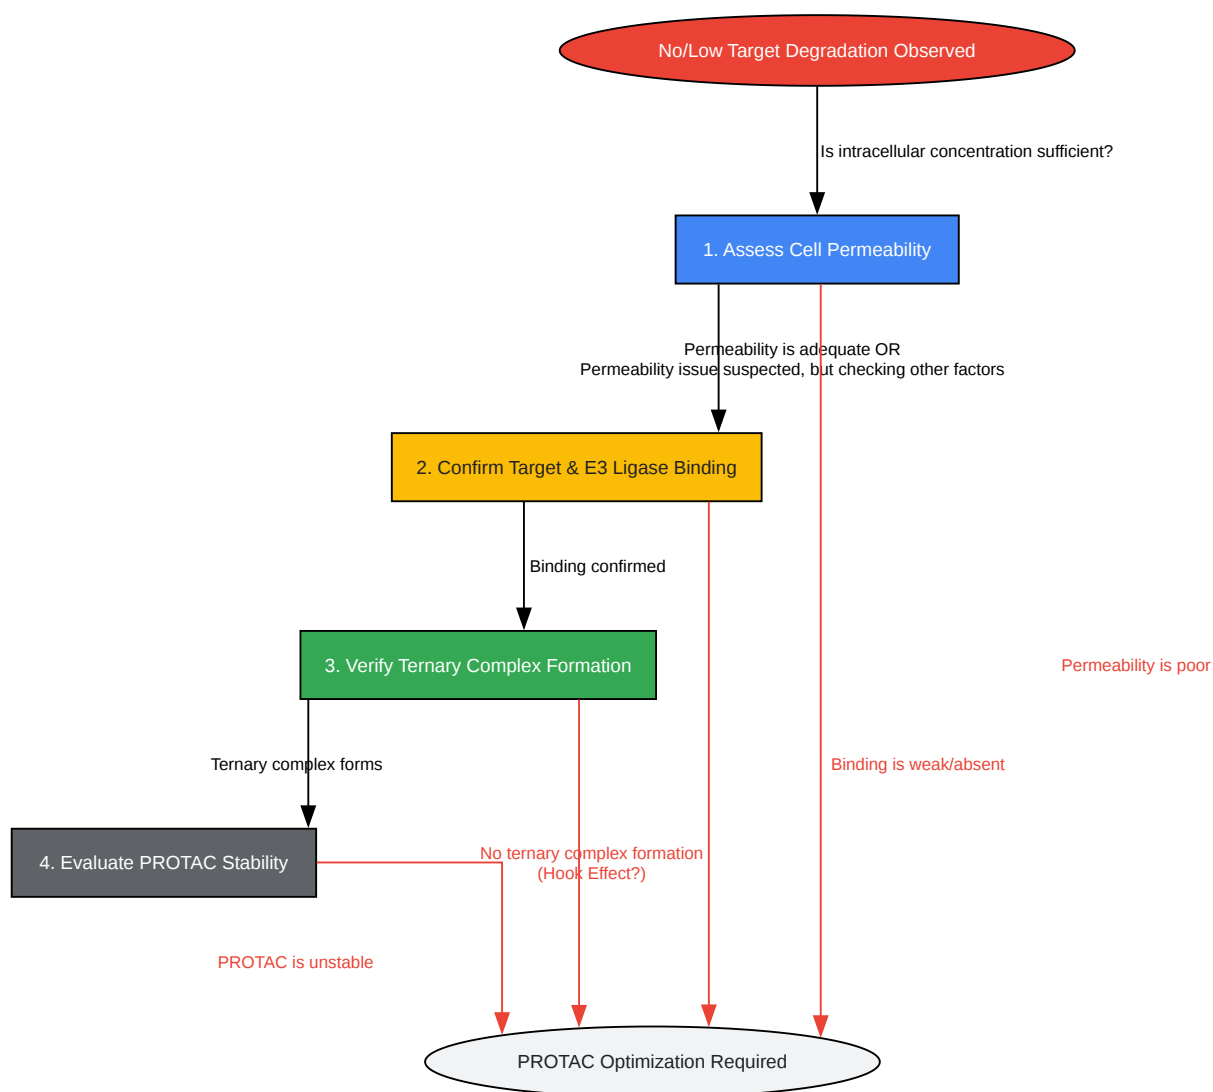 No/Low Target Degradation Observed
Is intracellular concentration sufficient?
1. Assess Cell Permeability
Permeability is adequate OR
Permeability issue suspected, but checking other factors
2. Confirm Target & E3 Ligase Binding
Binding confirmed
3. Verify Ternary Complex Formation
Permeability is poor
Ternary complex forms
Binding is weak/absent
No ternary complex formation
(Hook Effect?)
4. Evaluate PROTAC Stability
PROTAC is unstable
PROTAC Optimization Required